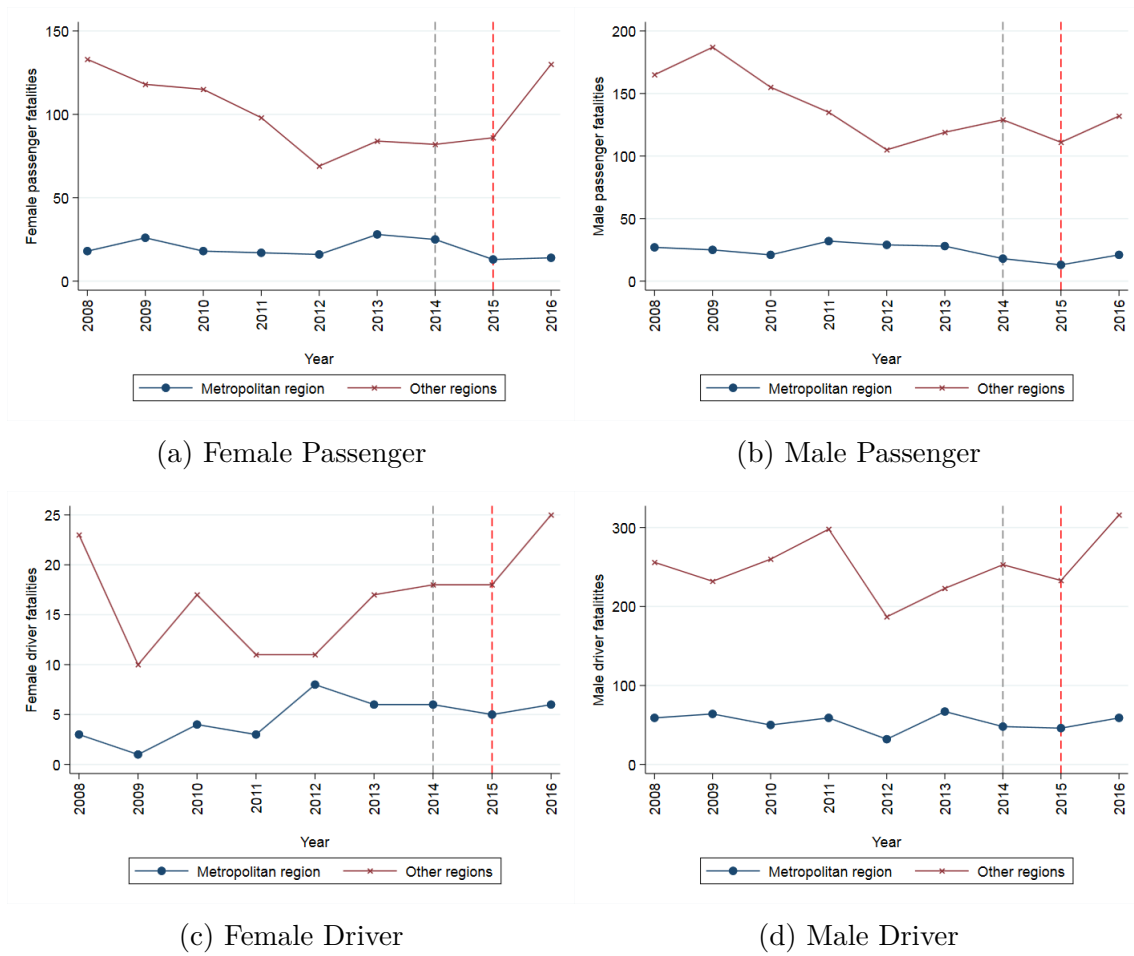 150
100
50
0
Female passenger fatalities
2008 2009 2010 2011 2012 2013 2014 2015 2016
Year
Metropolitan region Other regions
(a) Female Passenger
200
150
100
50
0
Male passenger fatalities
2008 2009 2010 2011 2012 2013 2014 2015 2016
Year
Metropolitan region Other regions
(b) Male Passenger
25
20
15
10
5
0
Female driver fatalities
2008 2009 2010 2011 2012 2013 2014 2015 2016
Year
Metropolitan region Other regions
(c) Female Driver
300
200
100
0
Male driver fatalitites
2008 2009 2010 2011 2012 2013 2014 2015 2016
Year
Metropolitan region Other regions
(d) Male Driver